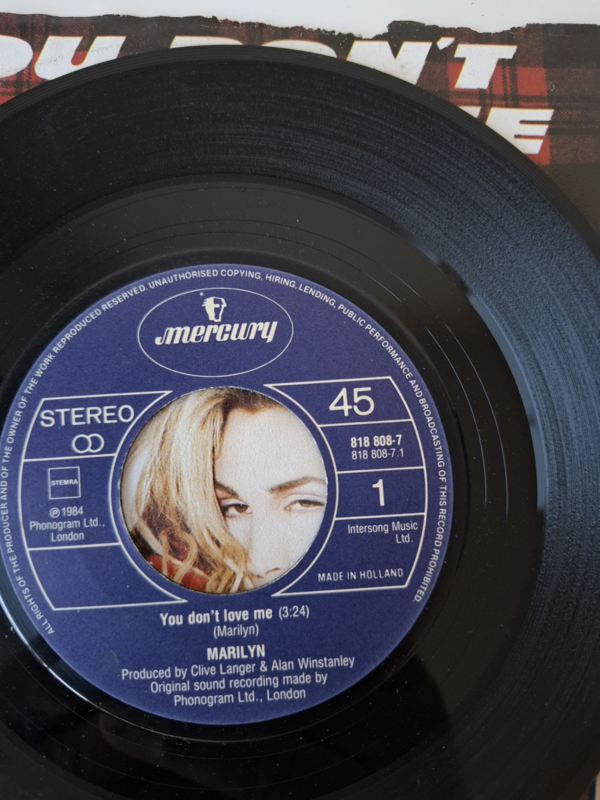 OU DON'T
ALL RIGHTS OF THE PRODUCER AND OF THE OWNER OF THE WORK REPRODUCED RESERVED. UNAUTHORISED COPYING, HIRING, LENDING, PUBLIC PERFORMANCE AND BROADCASTING OF THIS RECORD PROHIBITED.
mercury
STEREO
45
818 808-7
818 808-7.1
STEMRA
1
℗ 1984
Phonogram Ltd.,
London
Intersong Music
Ltd.
MADE IN HOLLAND
You don't love me (3:24)
(Marilyn)
MARILYN
Produced by Clive Langer & Alan Winstanley
Original sound recording made by
Phonogram Ltd., London